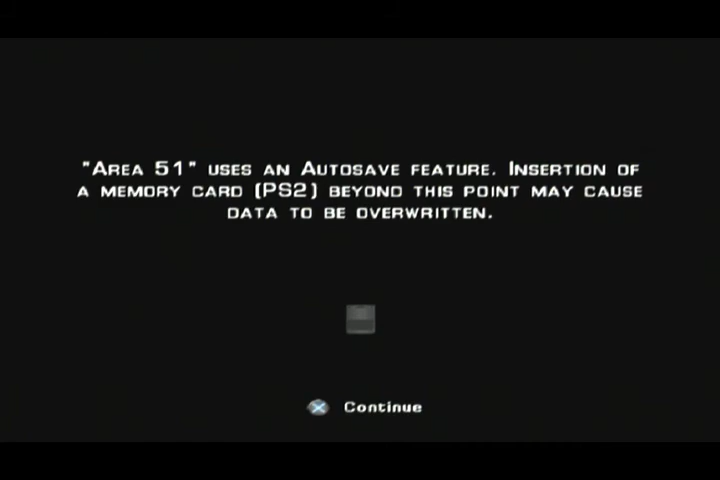 "Area 51" uses an Autosave feature. Insertion of
a memory card (PS2) beyond this point may cause
data to be overwritten.
Continue